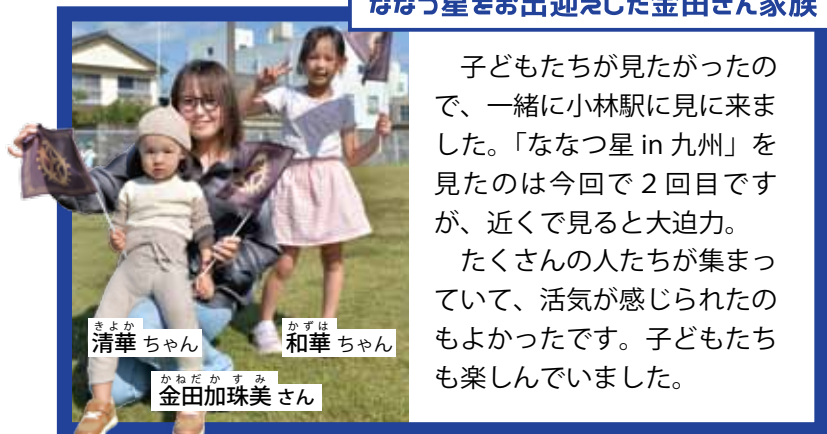 ななつ星をお出迎えした金田さん家族
子どもたちが見たがったの
で、一緒に小林駅に見に来ま
した。「ななつ星 in 九州」を
見たのは今回で２回目です
が、近くで見ると大迫力。
たくさんの人たちが集まっ
ていて、活気が感じられたの
もよかったです。子どもたち
も楽しんでいました。
きよか
清華ちゃん
かずは
和華ちゃん
かねだかすみ
金田加珠美さん